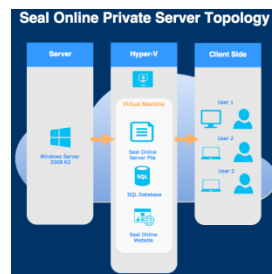 Seal Online Private Server Topology
Server
Hyper-V
Client Side
Windows Server
2008 R2
Virtual Machine
Seal Online
Server File
SQL
SQL Database
Seal Online
Website
User 1
User 2
User 3